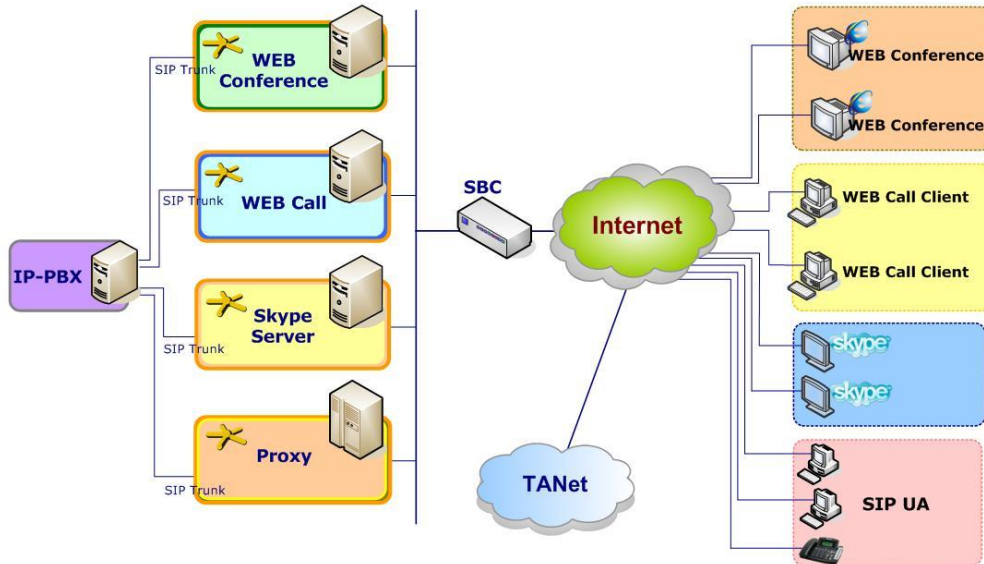 IP-PBX
SIP Trunk
WEB
Conference
SIP Trunk
WEB Call
SIP Trunk
Skype
Server
SIP Trunk
Proxy
SBC
Internet
TANet
WEB Conference
WEB Conference
WEB Call Client
WEB Call Client
skype
skype
SIP UA